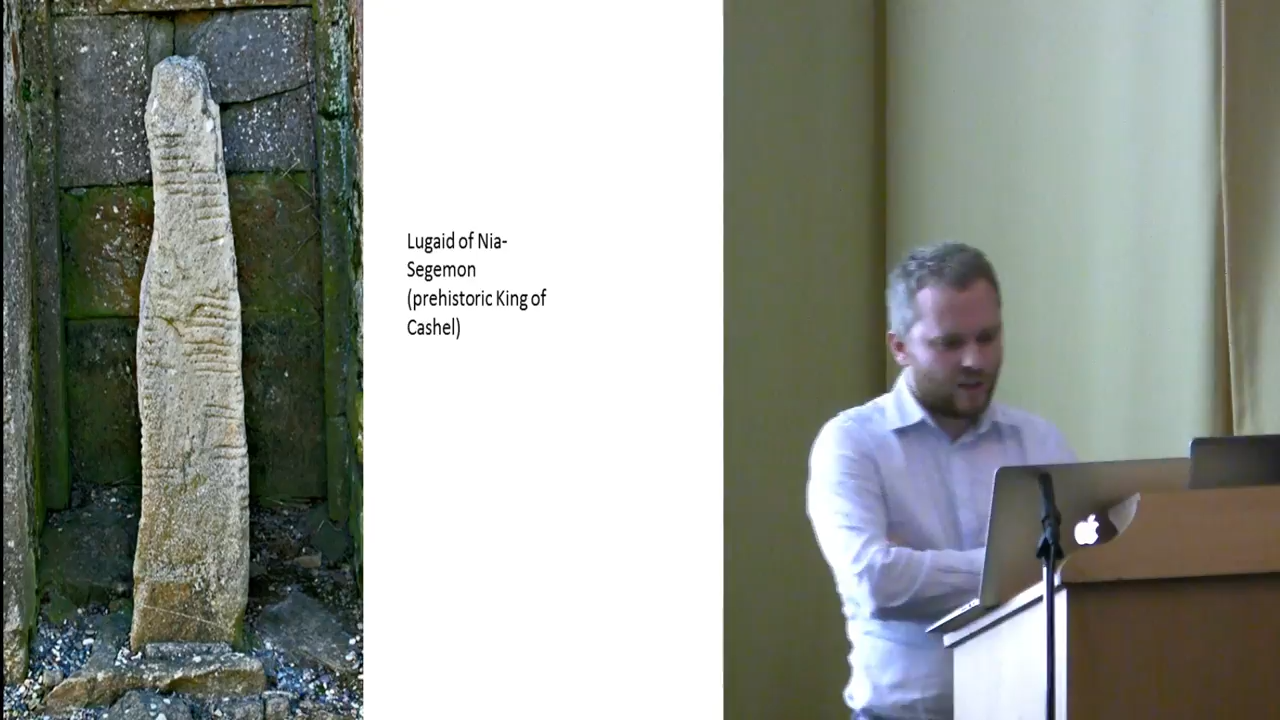 Lugaid of Nia-
Segemon
(prehistoric King of
Cashel)